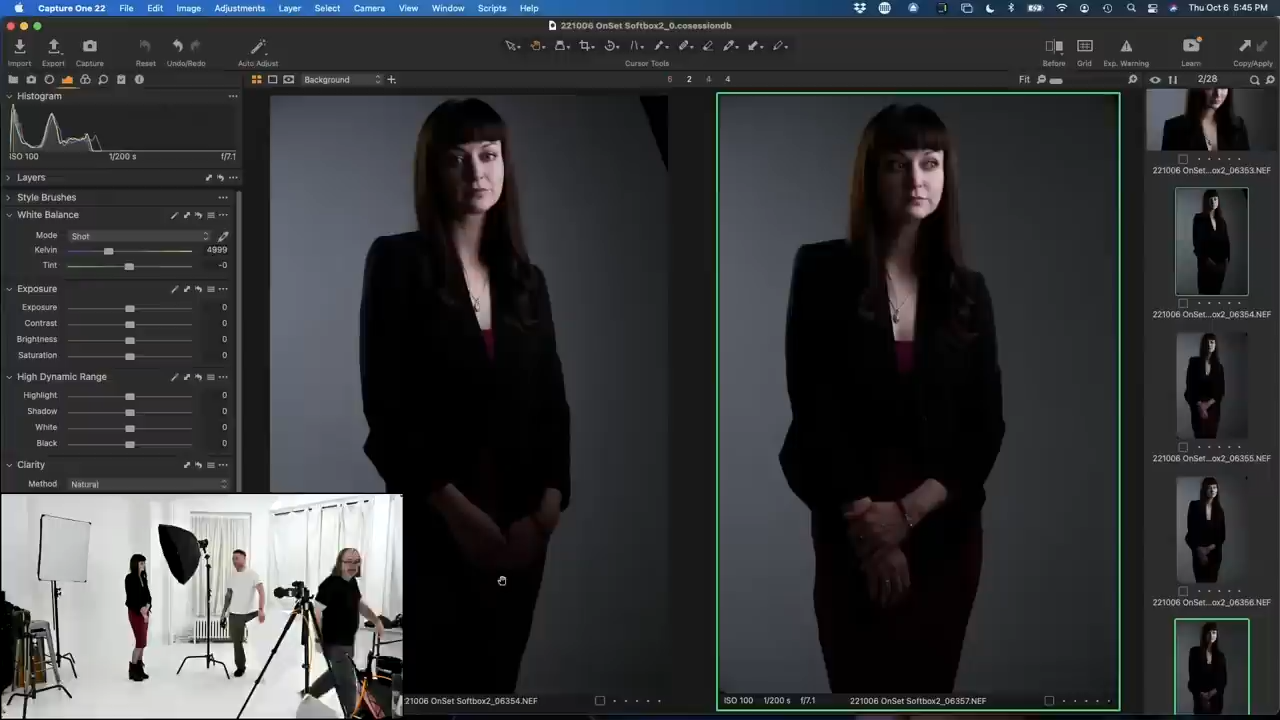 Capture One 22 File Edit Image Adjustments Layer Select Camera View Window Scripts Help Thu Oct 6 5:45 PM
221006 OnSet Softbox2_0.cosessiondb
Import Export Capture Reset Undo/Redo Auto Adjust Cursor Tools Before Grid Exp. Warning Learn Copy/Apply
Background 6 2 4 4 Fit 2/28
Histogram
ISO 100 1/200 s f/7.1
Layers
Style Brushes
White Balance
Mode Shot
Kelvin 4999
Tint -0
Exposure
Exposure 0
Contrast 0
Brightness 0
Saturation 0
High Dynamic Range
Highlight 0
Shadow 0
White 0
Black 0
Clarity
Method Natural
21006 OnSet Softbox2_06354.NEF
ISO 100 1/200 s f/7.1 221006 OnSet Softbox2_06357.NEF
221006 OnSet...ox2_06353.NEF
221006 OnSet...ox2_06354.NEF
221006 OnSet...ox2_06355.NEF
221006 OnSet...ox2_06356.NEF